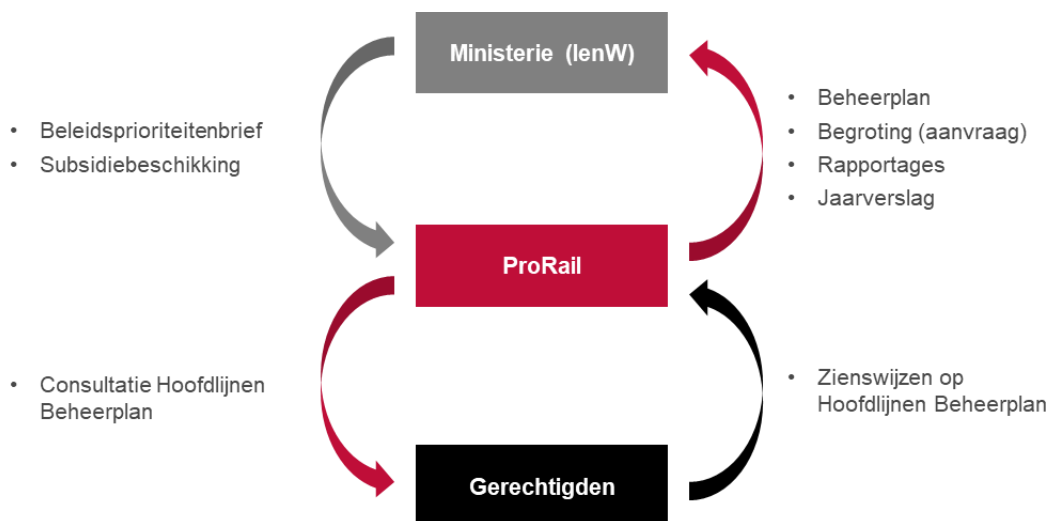 Ministerie (IenW)
• Beleidsprioriteitenbrief
• Subsidiebeschikking
• Beheerplan
• Begroting (aanvraag)
• Rapportages
• Jaarverslag
ProRail
• Consultatie Hoofdlijnen
Beheerplan
• Zienswijzen op
Hoofdlijnen Beheerplan
Gerechtigden